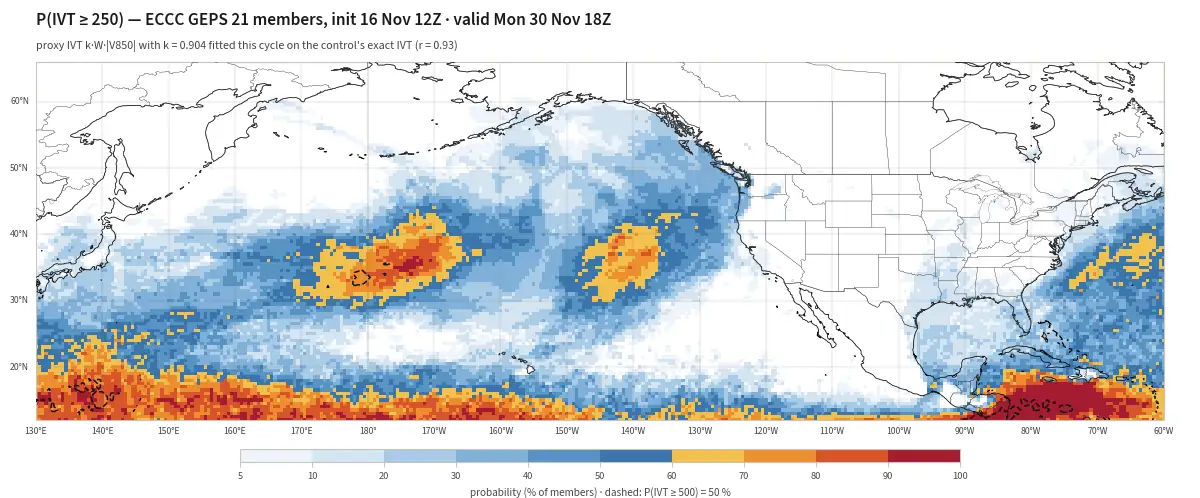 P(IVT ≥ 250) — ECCC GEPS 21 members, init 16 Nov 12Z · valid Mon 30 Nov 18Z
proxy IVT k·W·|V850| with k = 0.904 fitted this cycle on the control's exact IVT (r = 0.93)
60°N
50°N
40°N
30°N
20°N
130°E 140°E 150°E 160°E 180° 170°W 160°W 150°W 140°W 130°W 120°W 110°W 100°W 90°W 80°W 70°W 60°W
5 10 20 30 40 50 60 70 80 90 100
probability (% of members) · dashed: P(IVT ≥ 500) = 50 %